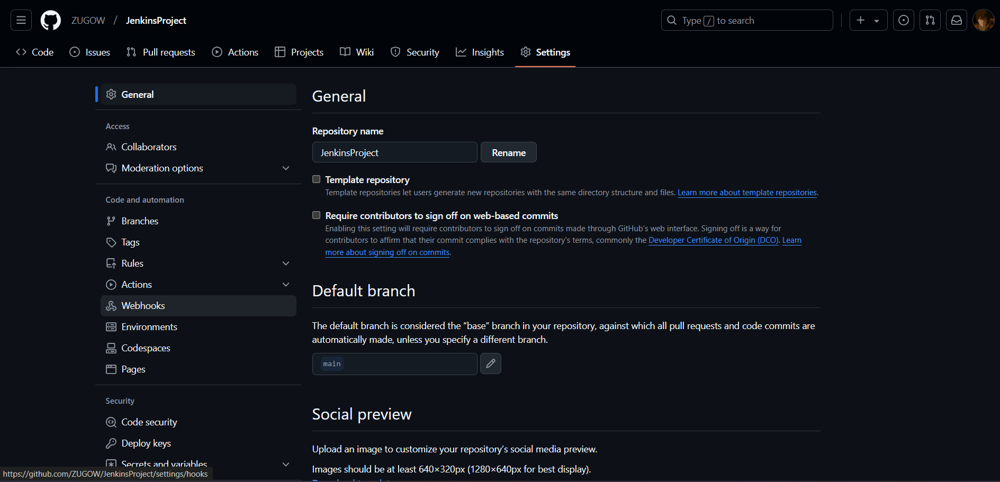 ZUGOW / JenkinsProject
Type / to search
Code Issues Pull requests Actions Projects Wiki Security Insights Settings
General
Access
Collaborators
Moderation options
Code and automation
Branches
Tags
Rules
Actions
Webhooks
Environments
Codespaces
Pages
Security
Code security
Deploy keys
Secrets and variables
https://github.com/ZUGOW/JenkinsProject/settings/hooks
General
Repository name
JenkinsProject Rename
Template repository
Template repositories let users generate new repositories with the same directory structure and files. Learn more about template repositories.
Require contributors to sign off on web-based commits
Enabling this setting will require contributors to sign off on commits made through GitHub’s web interface. Signing off is a way for
contributors to affirm that their commit complies with the repository's terms, commonly the Developer Certificate of Origin (DCO). Learn
more about signing off on commits.
Default branch
The default branch is considered the “base” branch in your repository, against which all pull requests and code commits are
automatically made, unless you specify a different branch.
main
Social preview
Upload an image to customize your repository’s social media preview.
Images should be at least 640×320px (1280×640px for best display).